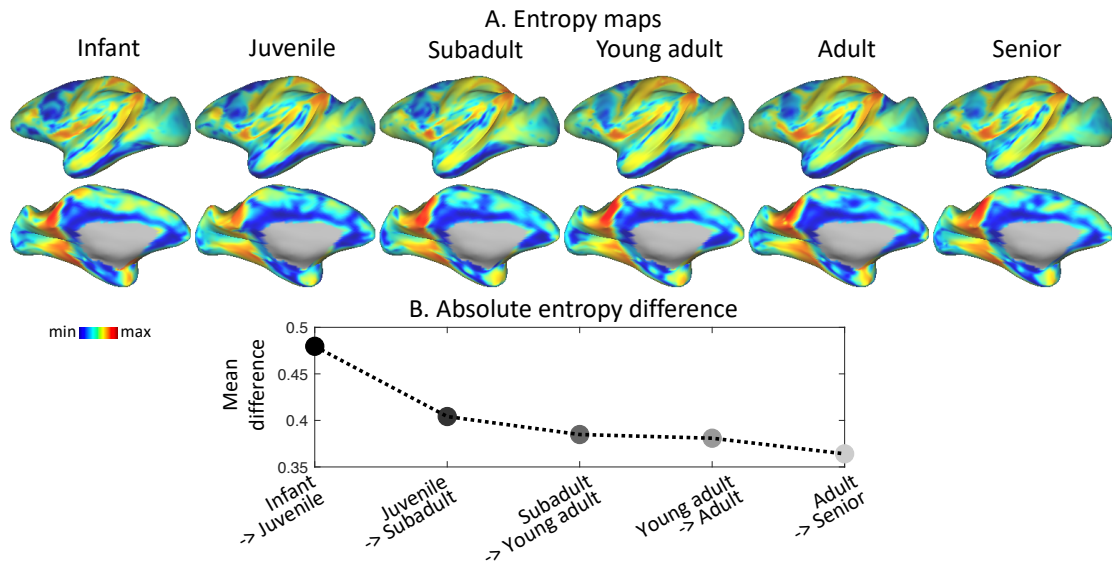 A. Entropy maps
Infant
Juvenile
Subadult
Young adult
Adult
Senior
min
max
B. Absolute entropy difference
Mean
difference
0.5
0.45
0.4
0.35
Infant
-> Juvenile
Juvenile
-> Subadult
Subadult
-> Young adult
Young adult
-> Adult
Adult
-> Senior